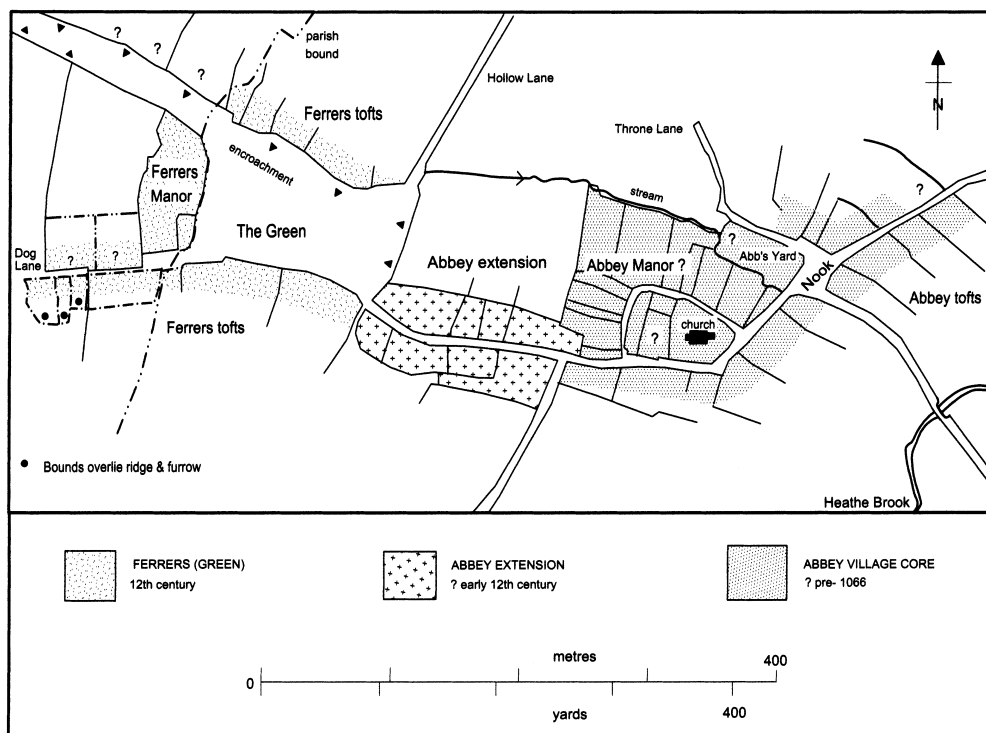 ?
?
?
parish
bound
Hollow Lane
N
Ferrers tofts
Throne Lane
encroachment
Ferrers
Manor
stream
?
The Green
?
Dog
Lane
?
?
Abbey extension
Abbey Manor ?
Abb's Yard
Nook
Abbey tofts
Ferrers tofts
church
?
Bounds overlie ridge & furrow
Heathe Brook
FERRERS (GREEN)
12th century
ABBEY EXTENSION
? early 12th century
ABBEY VILLAGE CORE
? pre- 1066
metres
400
0
yards
400